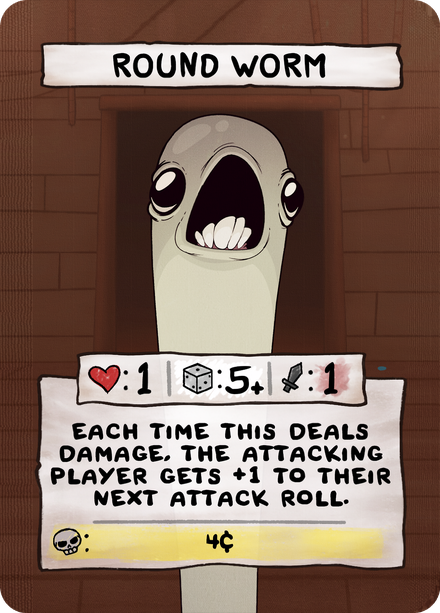 ROUND WORM
:1 :5+ :1
EACH TIME THIS DEALS
DAMAGE, THE ATTACKING
PLAYER GETS +1 TO THEIR
NEXT ATTACK ROLL.
: 4¢